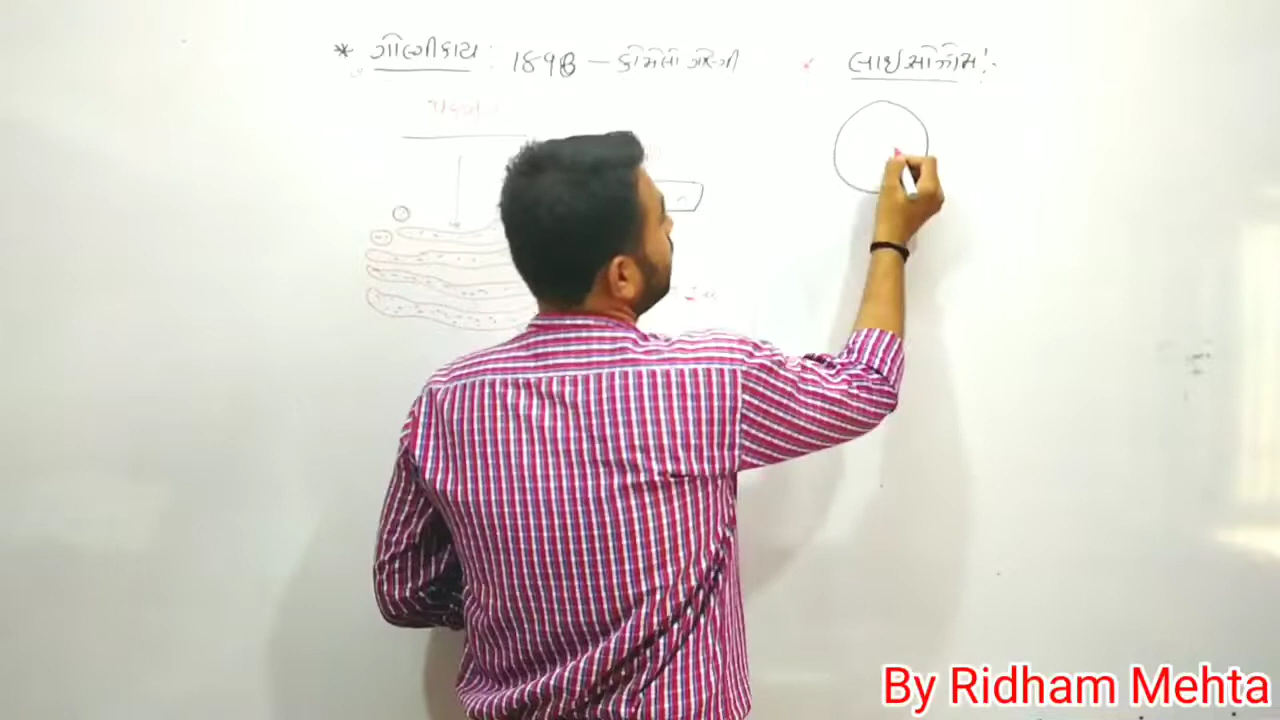 * ગોલ્ગીકાય : 1898 – કેમિલો ગોલ્ગી
લાઇસોઝોમ :-
By Ridham Mehta